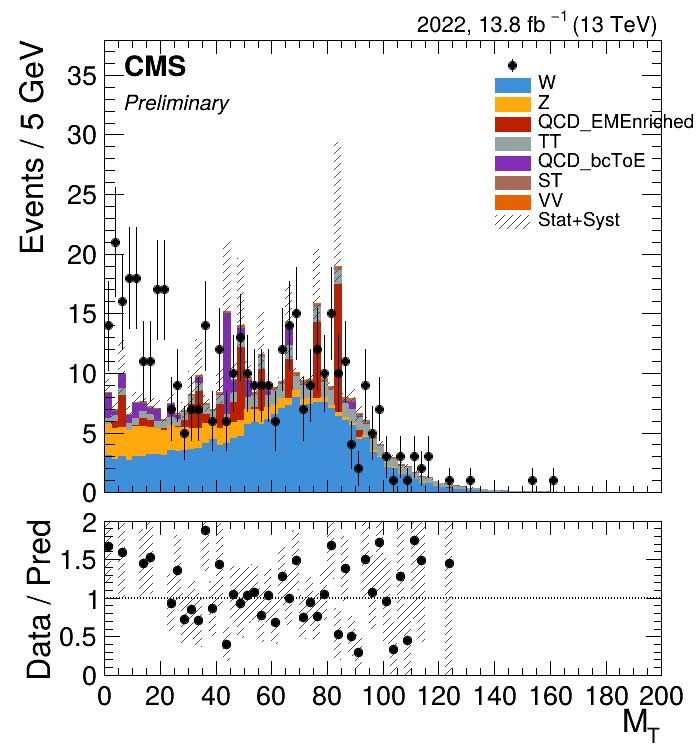 2022, 13.8 fb⁻¹ (13 TeV)
CMS
Preliminary
W
Z
QCD_EMEnriched
TT
QCD_bcToE
ST
VV
Stat+Syst
Events / 5 GeV
35
30
25
20
15
10
5
0
Data / Pred
2
1.5
1
0.5
0
0 20 40 60 80 100 120 140 160 180 200
M_T